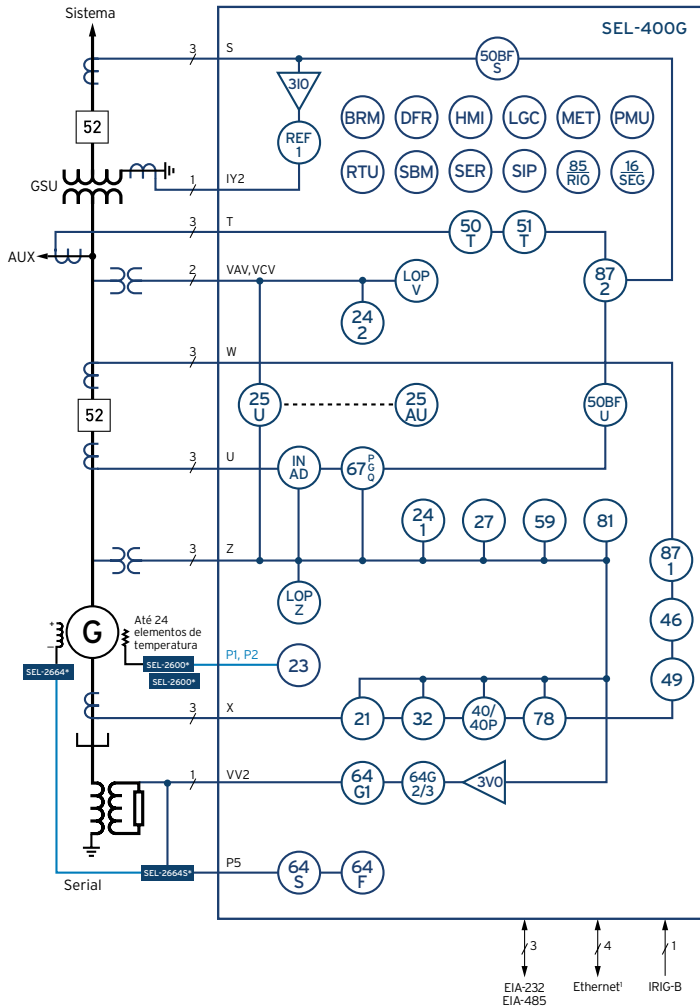 Sistema
SEL-400G
3
S
50BF
S
3I0
52
BRM
DFR
HMI
LGC
MET
PMU
REF
1
RTU
SBM
SER
SIP
85
RIO
16
SEG
GSU
1
IY2
3
T
50
T
51
T
AUX
2
VAV,VCV
LOP
V
87
2
24
2
3
W
25
U
25
AU
50BF
U
52
3
U
IN
AD
67
P
G
Q
24
1
27
59
81
3
Z
87
1
LOP
Z
46
+
–
G
Até 24
elementos de
temperatura
SEL-2664*
SEL-2600*
P1, P2
23
SEL-2600*
49
3
X
21
32
40/
40P
78
1
VV2
64
G1
64G
2/3
3V0
SEL-2664S*
P5
64
S
64
F
Serial
3
4
1
EIA-232
EIA-485
Ethernet¹
IRIG-B